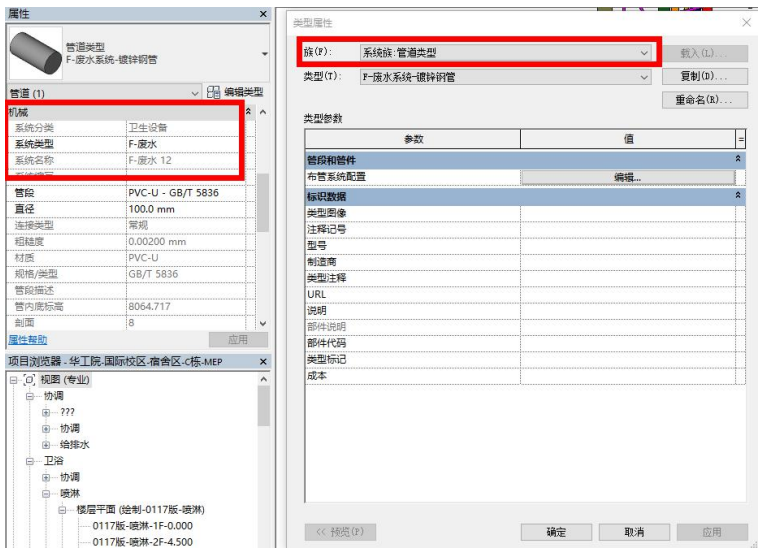 属性
管道类型
F-废水系统-镀锌钢管
管道 (1)
编辑类型
机械
系统分类 卫生设备
系统类型 F-废水
系统名称 F-废水 12
管段 PVC-U - GB/T 5836
直径 100.0 mm
连接类型 常规
粗糙度 0.00200 mm
材质 PVC-U
规格/类型 GB/T 5836
管段描述
管内底标高 8064.717
剖面 8
属性帮助
应用
项目浏览器 - 华工院-国际校区-宿舍区-C栋-MEP
视图 (专业)
协调
???
协调
给排水
卫浴
协调
喷淋
楼层平面 (绘制-0117版-喷淋)
0117版-喷淋-1F-0.000
0117版-喷淋-2F-4.500
类型属性
族(F): 系统族:管道类型 载入(L)...
类型(T): F-废水系统-镀锌钢管 复制(D)...
重命名(R)...
类型参数
参数 值 =
管段和管件
布管系统配置 编辑...
标识数据
类型图像
注释记号
型号
制造商
类型注释
URL
说明
部件说明
部件代码
类型标记
成本
<< 预览(P) 确定 取消 应用